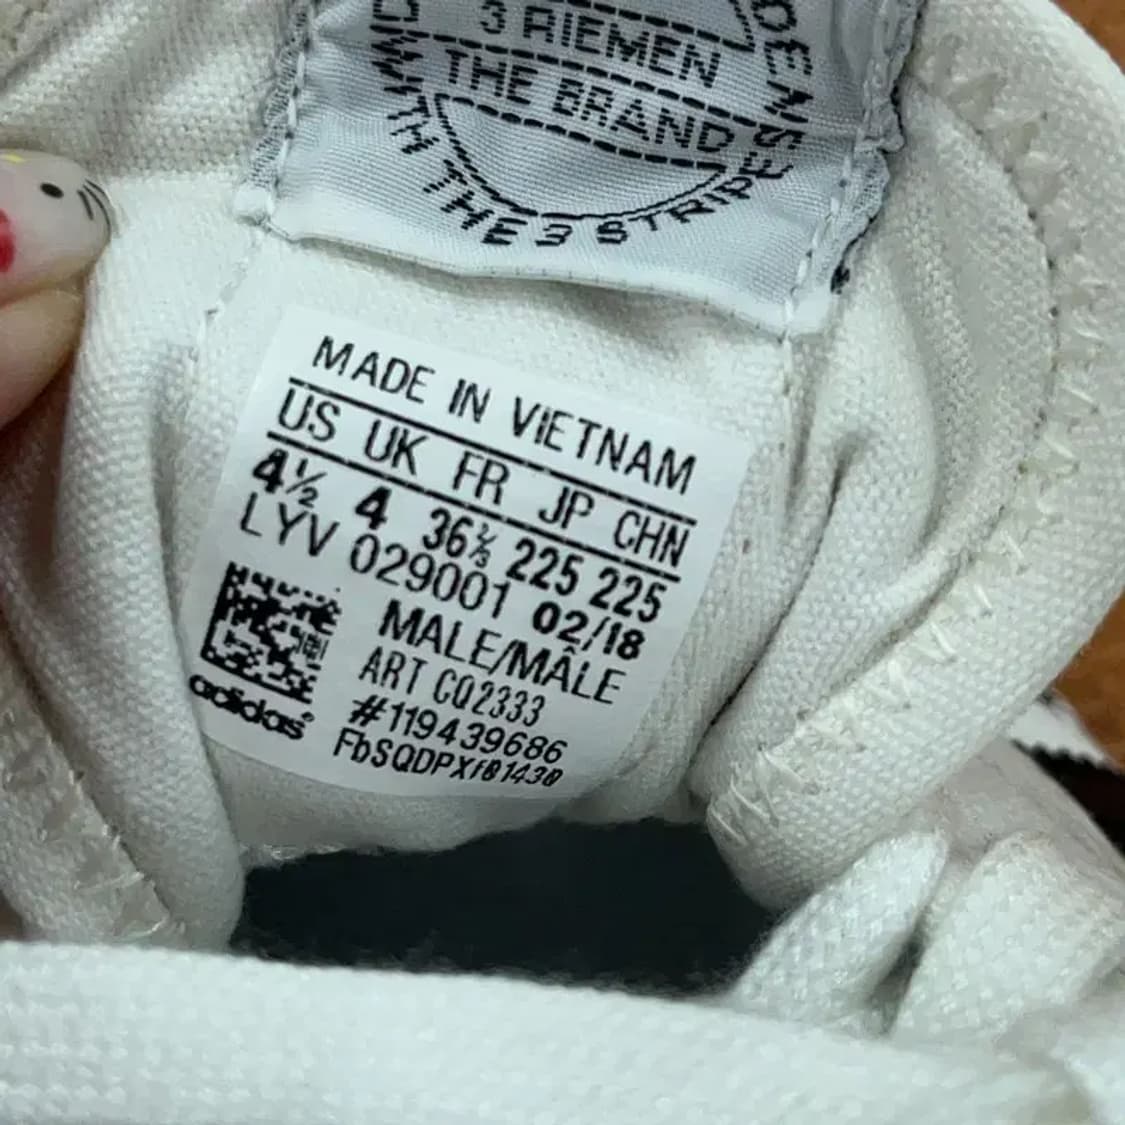 3 RIEMEN
THE BRAND
WITH THE 3 STRIPES
MADE IN VIETNAM
US UK FR JP CHN
4½ 4 36⅔ 225 225
LYV 029001 02/18
MALE/MÂLE
ART CQ2333
#119439686
FbSQDPXf01430
adidas